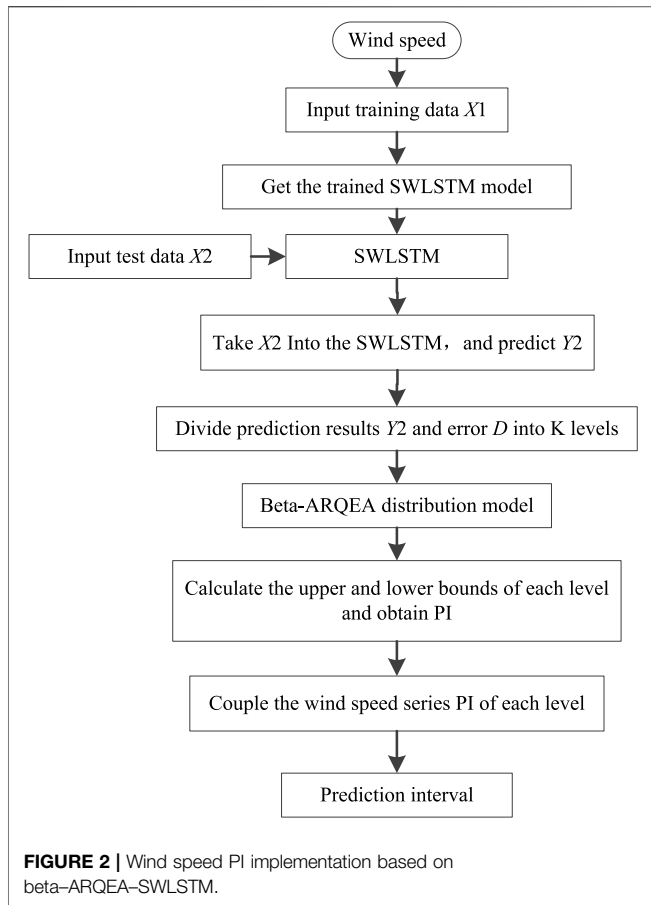 Wind speed
Input training data X1
Get the trained SWLSTM model
Input test data X2
SWLSTM
Take X2 Into the SWLSTM，and predict Y2
Divide prediction results Y2 and error D into K levels
Beta-ARQEA distribution model
Calculate the upper and lower bounds of each level
and obtain PI
Couple the wind speed series PI of each level
Prediction interval
FIGURE 2 | Wind speed PI implementation based on
beta–ARQEA–SWLSTM.